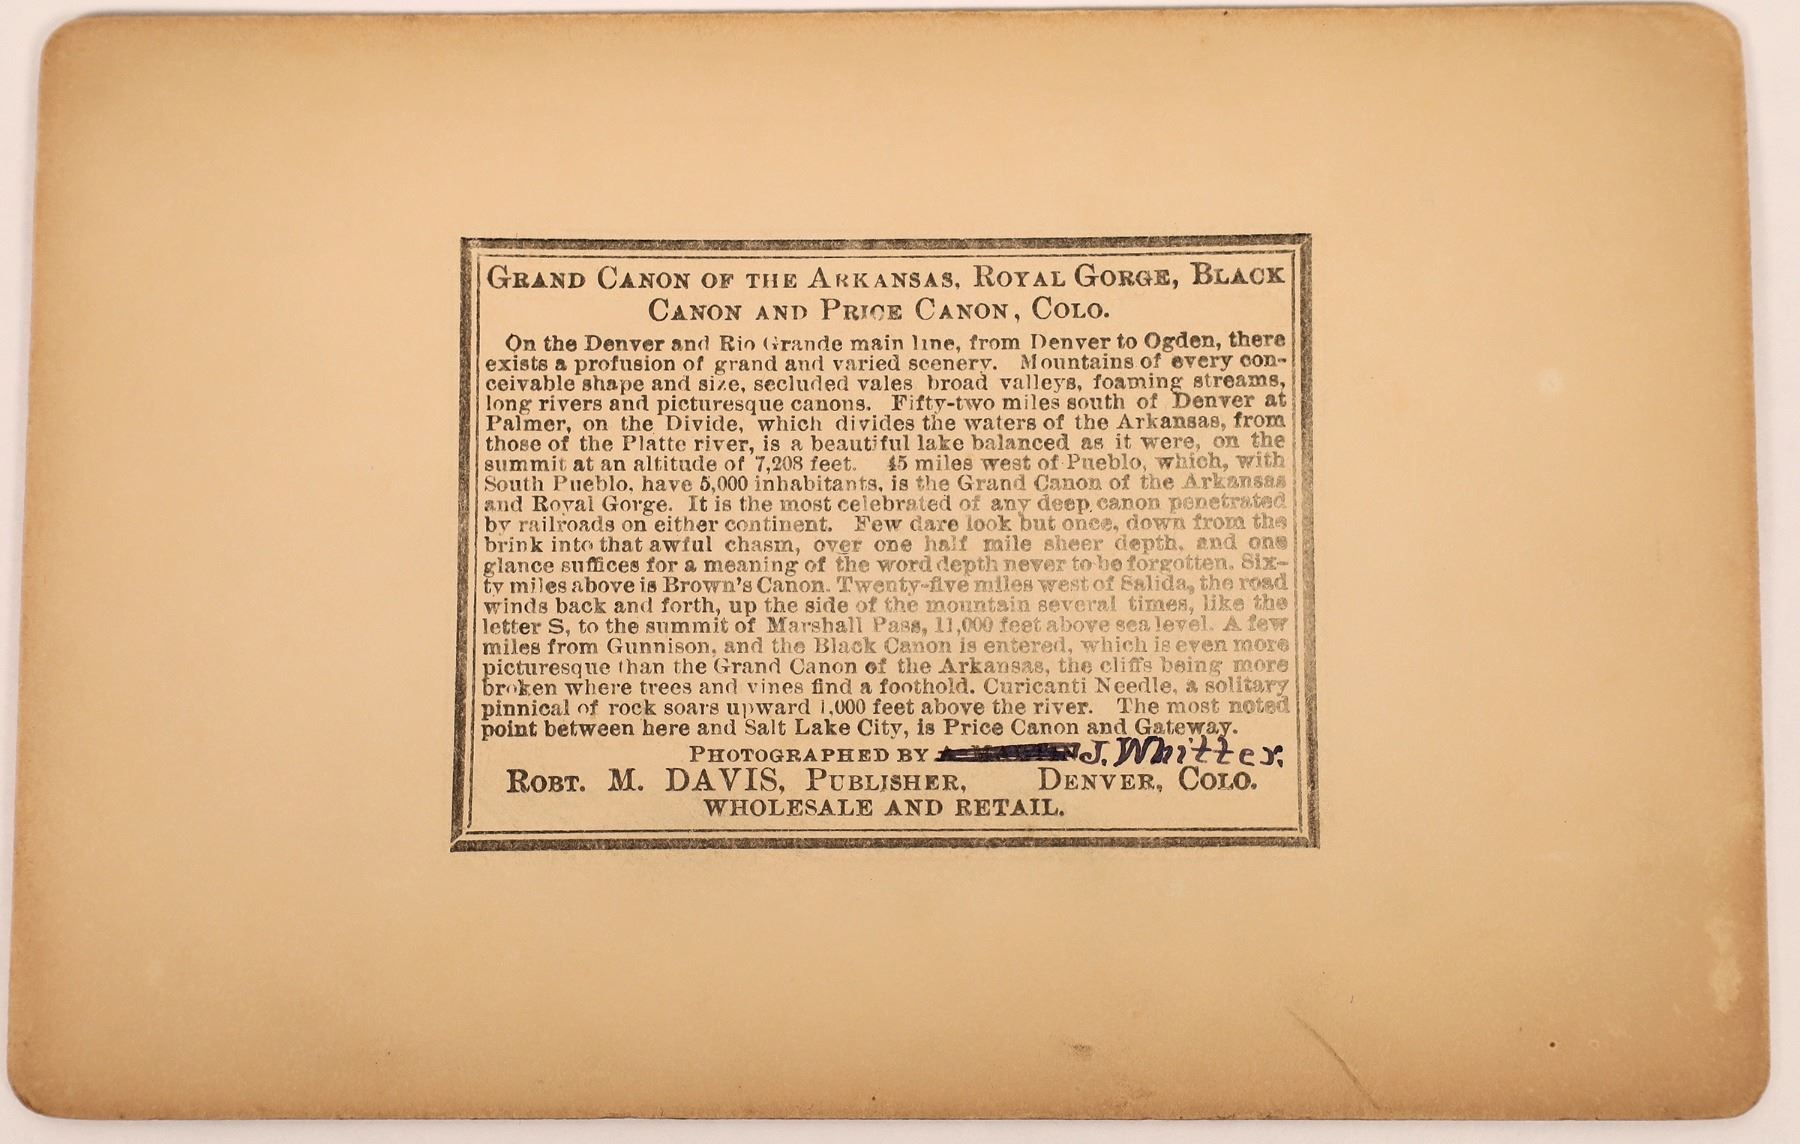 GRAND CANON OF THE ARKANSAS, ROYAL GORGE, BLACK
CANON AND PRICE CANON, COLO.
On the Denver and Rio Grande main line, from Denver to Ogden, there
exists a profusion of grand and varied scenery. Mountains of every con-
ceivable shape and size, secluded vales broad valleys, foaming streams,
long rivers and picturesque canons. Fifty-two miles south of Denver at
Palmer, on the Divide, which divides the waters of the Arkansas, from
those of the Platte river, is a beautiful lake balanced as it were, on the
summit at an altitude of 7,208 feet. 45 miles west of Pueblo, which, with
South Pueblo, have 5,000 inhabitants, is the Grand Canon of the Arkansas
and Royal Gorge. It is the most celebrated of any deep canon penetrated
by railroads on either continent. Few dare look but once, down from the
brink into that awful chasm, over one half mile sheer depth, and one
glance suffices for a meaning of the word depth never to be forgotten. Six-
ty miles above is Brown's Canon. Twenty-five miles west of Salida, the road
winds back and forth, up the side of the mountain several times, like the
letter S, to the summit of Marshall Pass, 11,000 feet above sea level. A few
miles from Gunnison, and the Black Canon is entered, which is even more
picturesque than the Grand Canon of the Arkansas, the cliffs being more
broken where trees and vines find a foothold. Curicanti Needle, a solitary
pinnical of rock soars upward 1,000 feet above the river. The most noted
point between here and Salt Lake City, is Price Canon and Gateway.
PHOTOGRAPHED BY J. Whitter.
ROBT. M. DAVIS, PUBLISHER, DENVER, COLO.
WHOLESALE AND RETAIL.